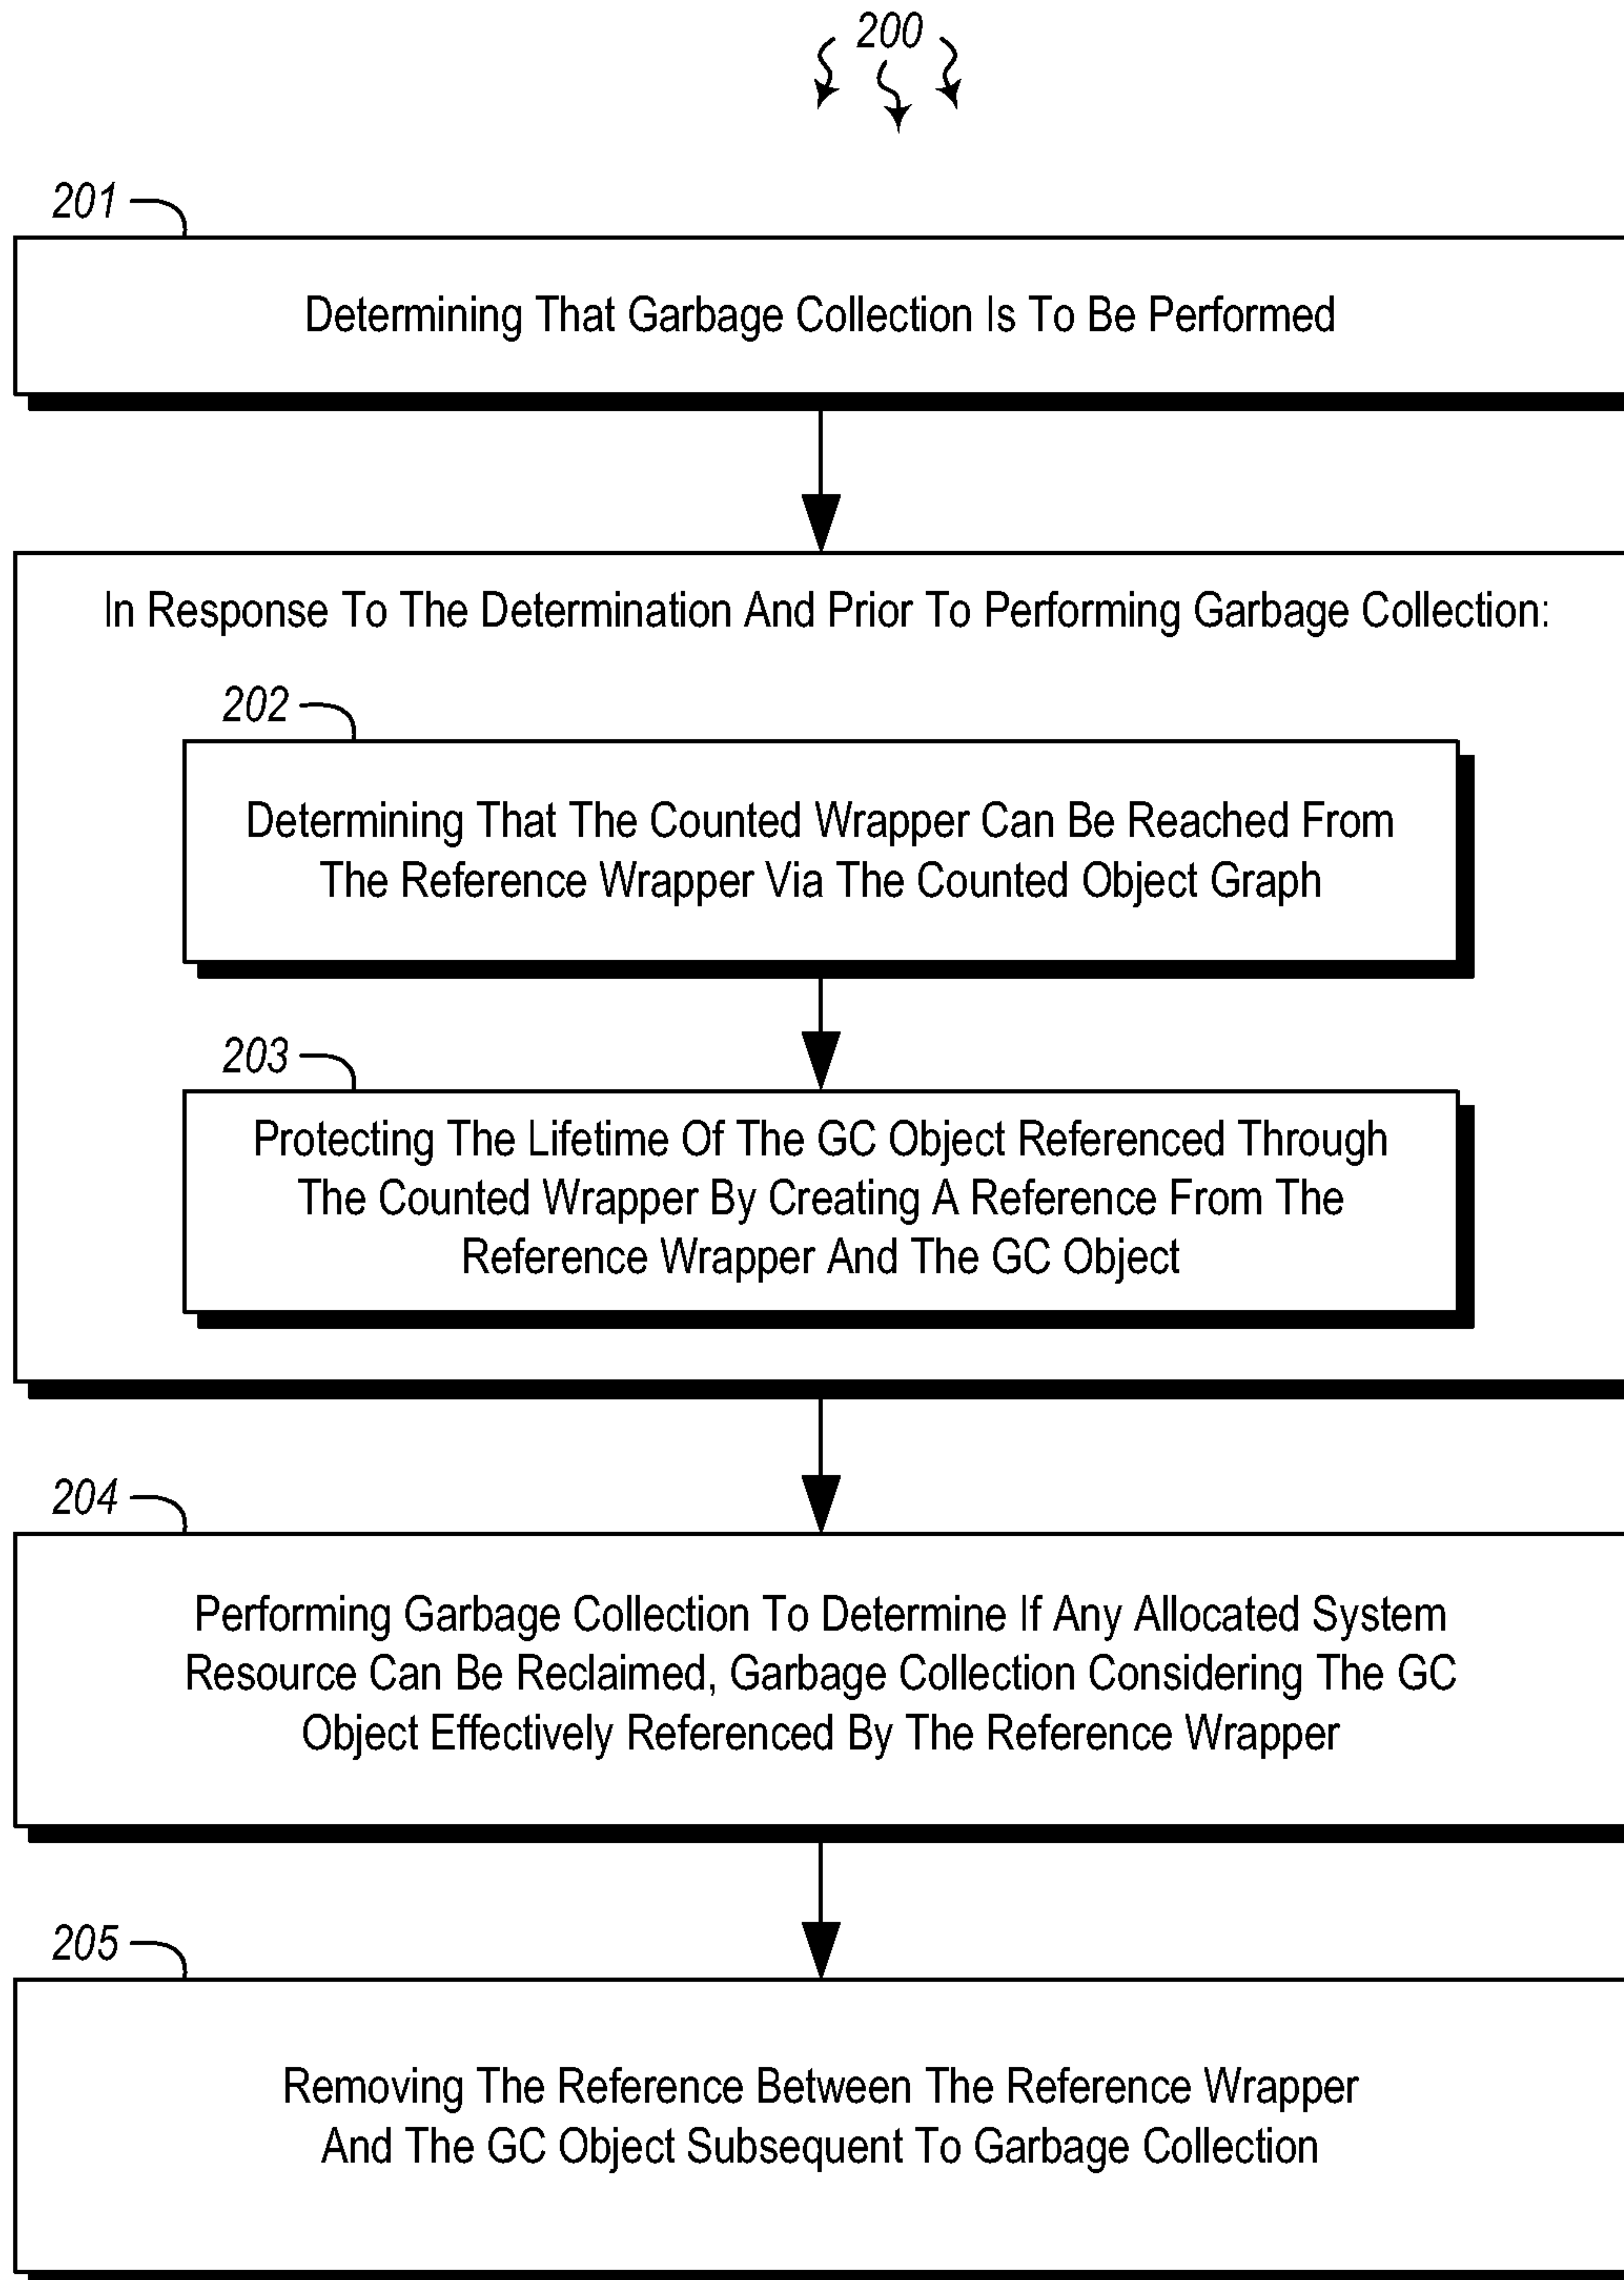 200
201
Determining That Garbage Collection Is To Be Performed
In Response To The Determination And Prior To Performing Garbage Collection:
202
Determining That The Counted Wrapper Can Be Reached From
The Reference Wrapper Via The Counted Object Graph
203
Protecting The Lifetime Of The GC Object Referenced Through
The Counted Wrapper By Creating A Reference From The
Reference Wrapper And The GC Object
204
Performing Garbage Collection To Determine If Any Allocated System
Resource Can Be Reclaimed, Garbage Collection Considering The GC
Object Effectively Referenced By The Reference Wrapper
205
Removing The Reference Between The Reference Wrapper
And The GC Object Subsequent To Garbage Collection